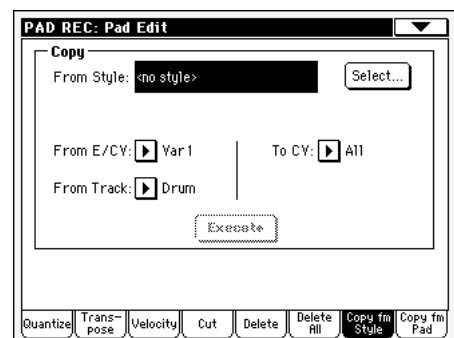 PAD REC: Pad Edit
Copy
From Style: <no style> Select...
From E/CV: Var1 To CV: All
From Track: Drum
Execute
Quantize Trans-pose Velocity Cut Delete Delete All Copy fm Style Copy fm Pad